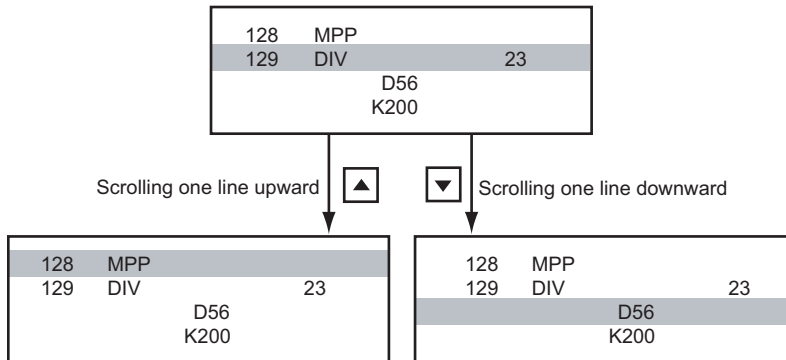 128 MPP
129 DIV 23
D56
K200
Scrolling one line upward ▲
▼ Scrolling one line downward
128 MPP
129 DIV 23
D56
K200
128 MPP
129 DIV 23
D56
K200